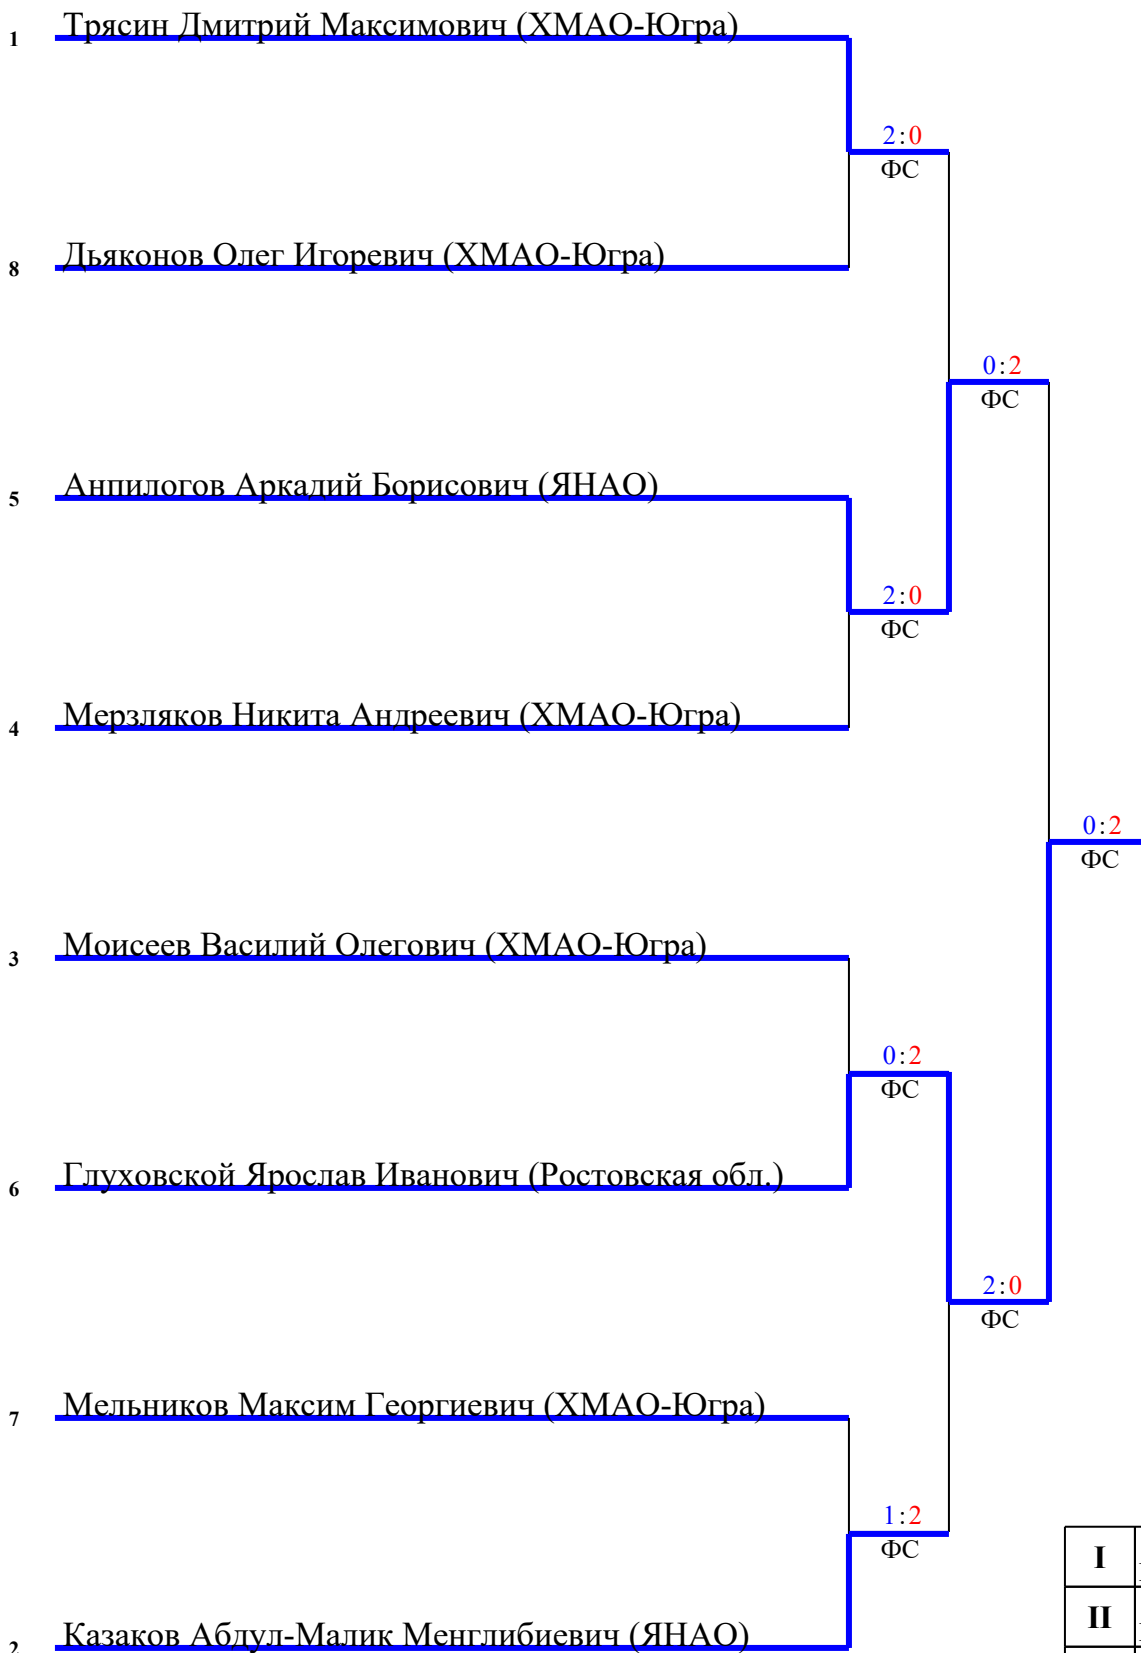 1 Трясин Дмитрий Максимович (ХМАО-Югра)
2:0
ФС
8 Дьяконов Олег Игоревич (ХМАО-Югра)
0:2
ФС
5 Анпилогов Аркадий Борисович (ЯНАО)
2:0
ФС
4 Мерзляков Никита Андреевич (ХМАО-Югра)
0:2
ФС
3 Моисеев Василий Олегович (ХМАО-Югра)
0:2
ФС
6 Глуховской Ярослав Иванович (Ростовская обл.)
2:0
ФС
7 Мельников Максим Георгиевич (ХМАО-Югра)
1:2
ФС
I
II
2 Казаков Абдул-Малик Менглибиевич (ЯНАО)